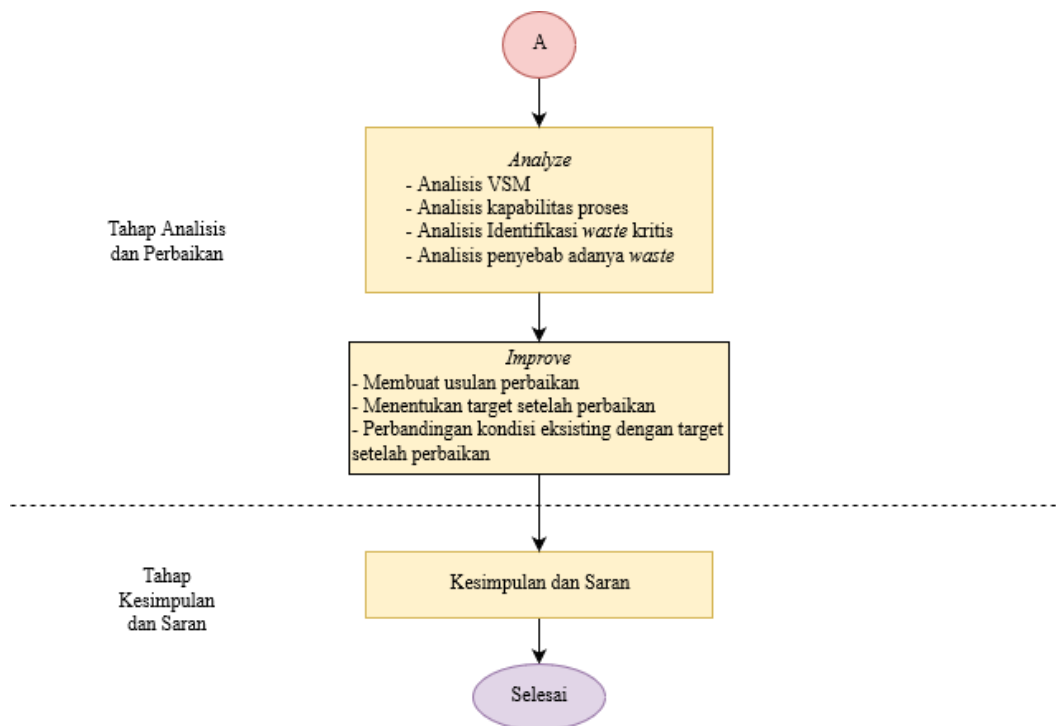 A
Analyze
- Analisis VSM
- Analisis kapabilitas proses
- Analisis Identifikasi waste kritis
- Analisis penyebab adanya waste
Tahap Analisis
dan Perbaikan
Improve
- Membuat usulan perbaikan
- Menentukan target setelah perbaikan
- Perbandingan kondisi eksisting dengan target
setelah perbaikan
Tahap
Kesimpulan
dan Saran
Kesimpulan dan Saran
Selesai